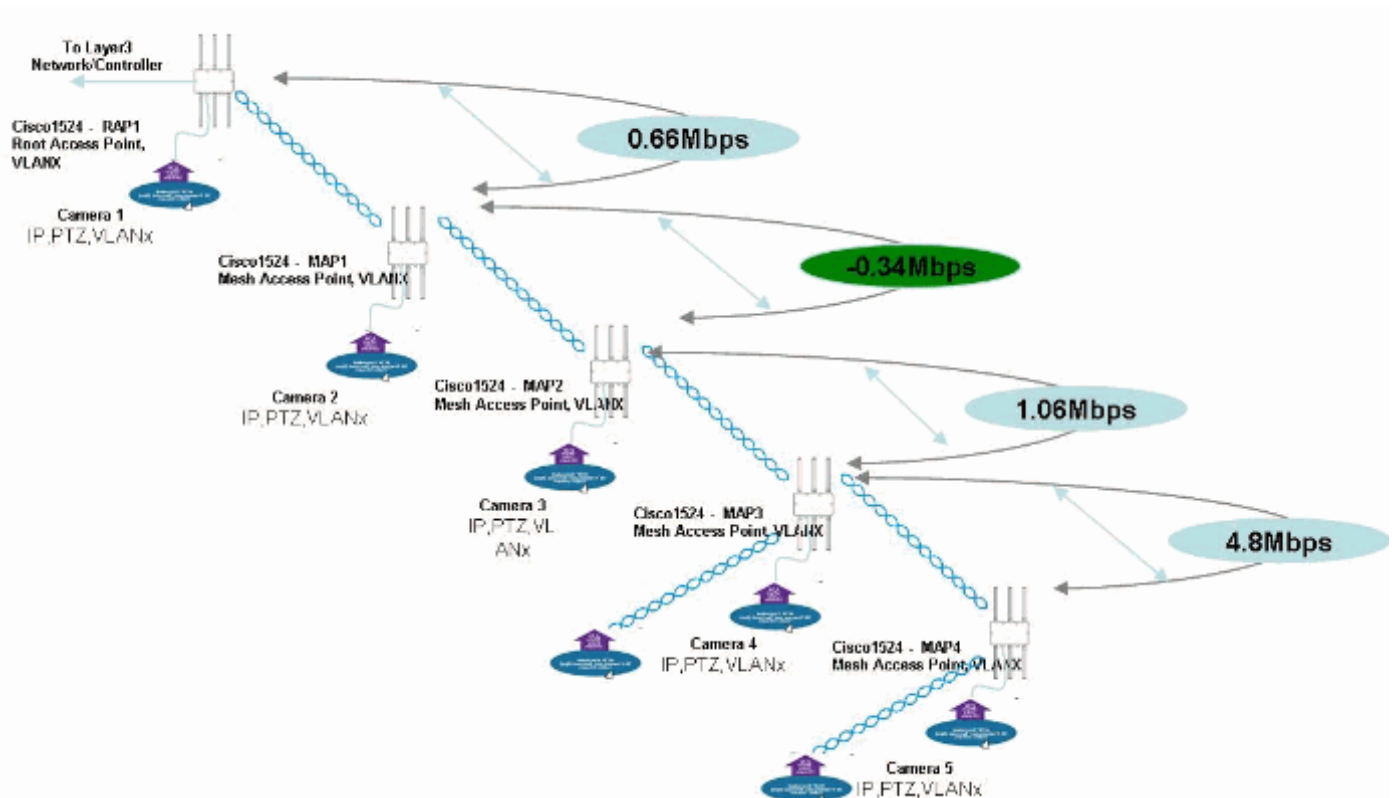 To Layer3
Network/Controller
Cisco1524 - RAP1
Root Access Point,
VLANX
0.66Mbps
Camera 1
IP,PTZ,VLANx
Cisco1524 - MAP1
Mesh Access Point, VLANX
-0.34Mbps
Camera 2
IP,PTZ,VLANx
Cisco1524 - MAP2
Mesh Access Point, VLANX
1.06Mbps
Camera 3
IP,PTZ,VL
ANx
Cisco1524 - MAP3
Mesh Access Point, VLANX
4.8Mbps
Camera 4
IP,PTZ,VLANx
Cisco1524 - MAP4
Mesh Access Point, VLANX
Camera 5
IP,PTZ,VLANx